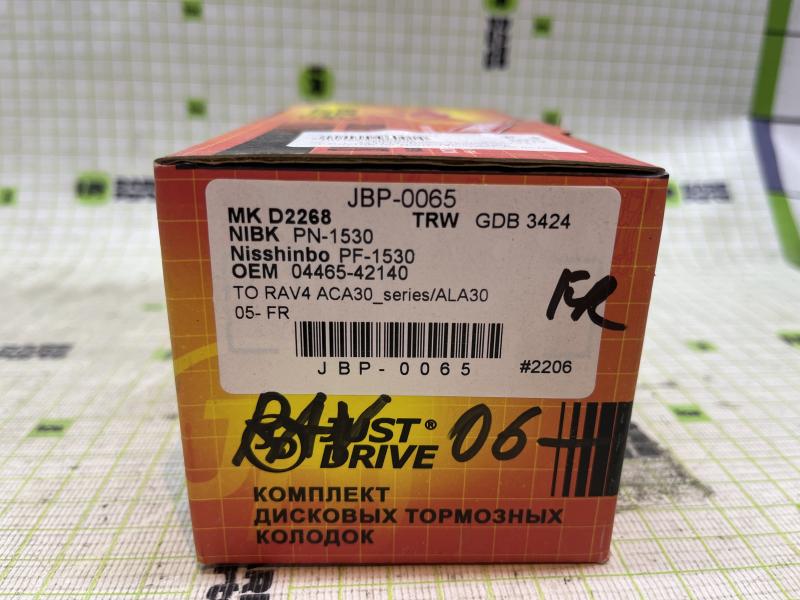 JBP-0065
MK D2268 TRW GDB 3424
NIBK PN-1530
Nisshinbo PF-1530
OEM 04465-42140
TO RAV4 ACA30_series/ALA30
05- FR
FR
JBP-0065
#2206
RAV 06-
JD JUST®
DRIVE
КОМПЛЕКТ
ДИСКОВЫХ ТОРМОЗНЫХ
КОЛОДОК